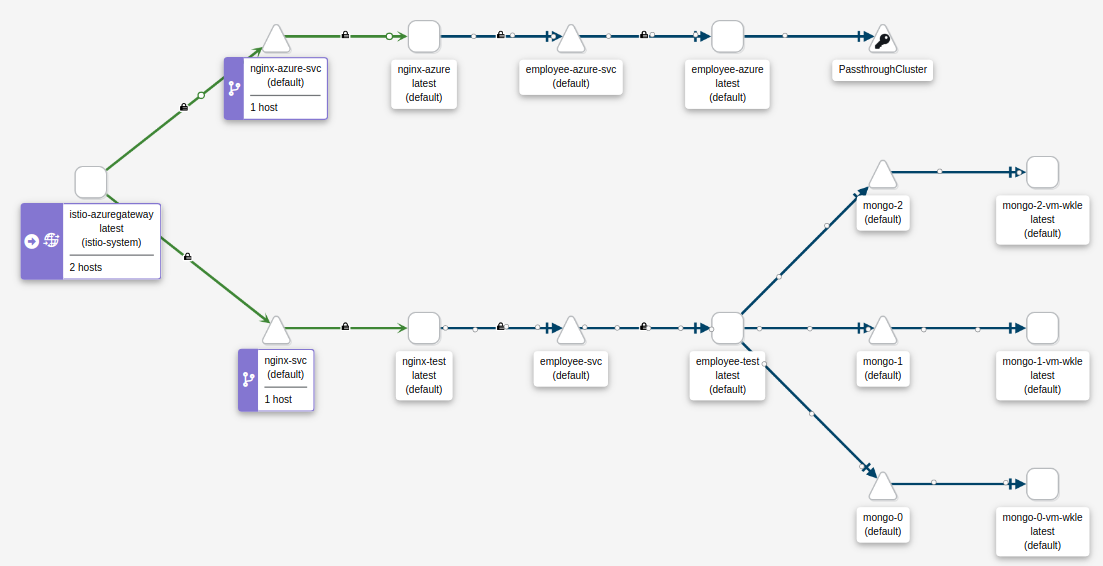 nginx-azure-svc
(default)
1 host
nginx-azure
latest
(default)
employee-azure-svc
(default)
employee-azure
latest
(default)
PassthroughCluster
istio-azuregateway
latest
(istio-system)
2 hosts
mongo-2
(default)
mongo-2-vm-wkle
latest
(default)
nginx-svc
(default)
1 host
nginx-test
latest
(default)
employee-svc
(default)
employee-test
latest
(default)
mongo-1
(default)
mongo-1-vm-wkle
latest
(default)
mongo-0
(default)
mongo-0-vm-wkle
latest
(default)